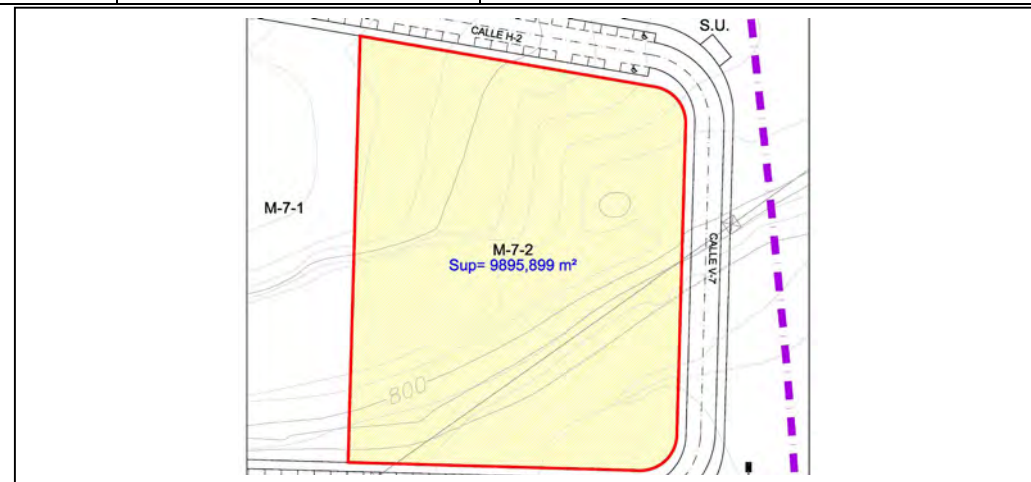 S.U.
CALLE H-2
M-7-1
M-7-2
Sup= 9895,899 m²
CALLE V-7
800